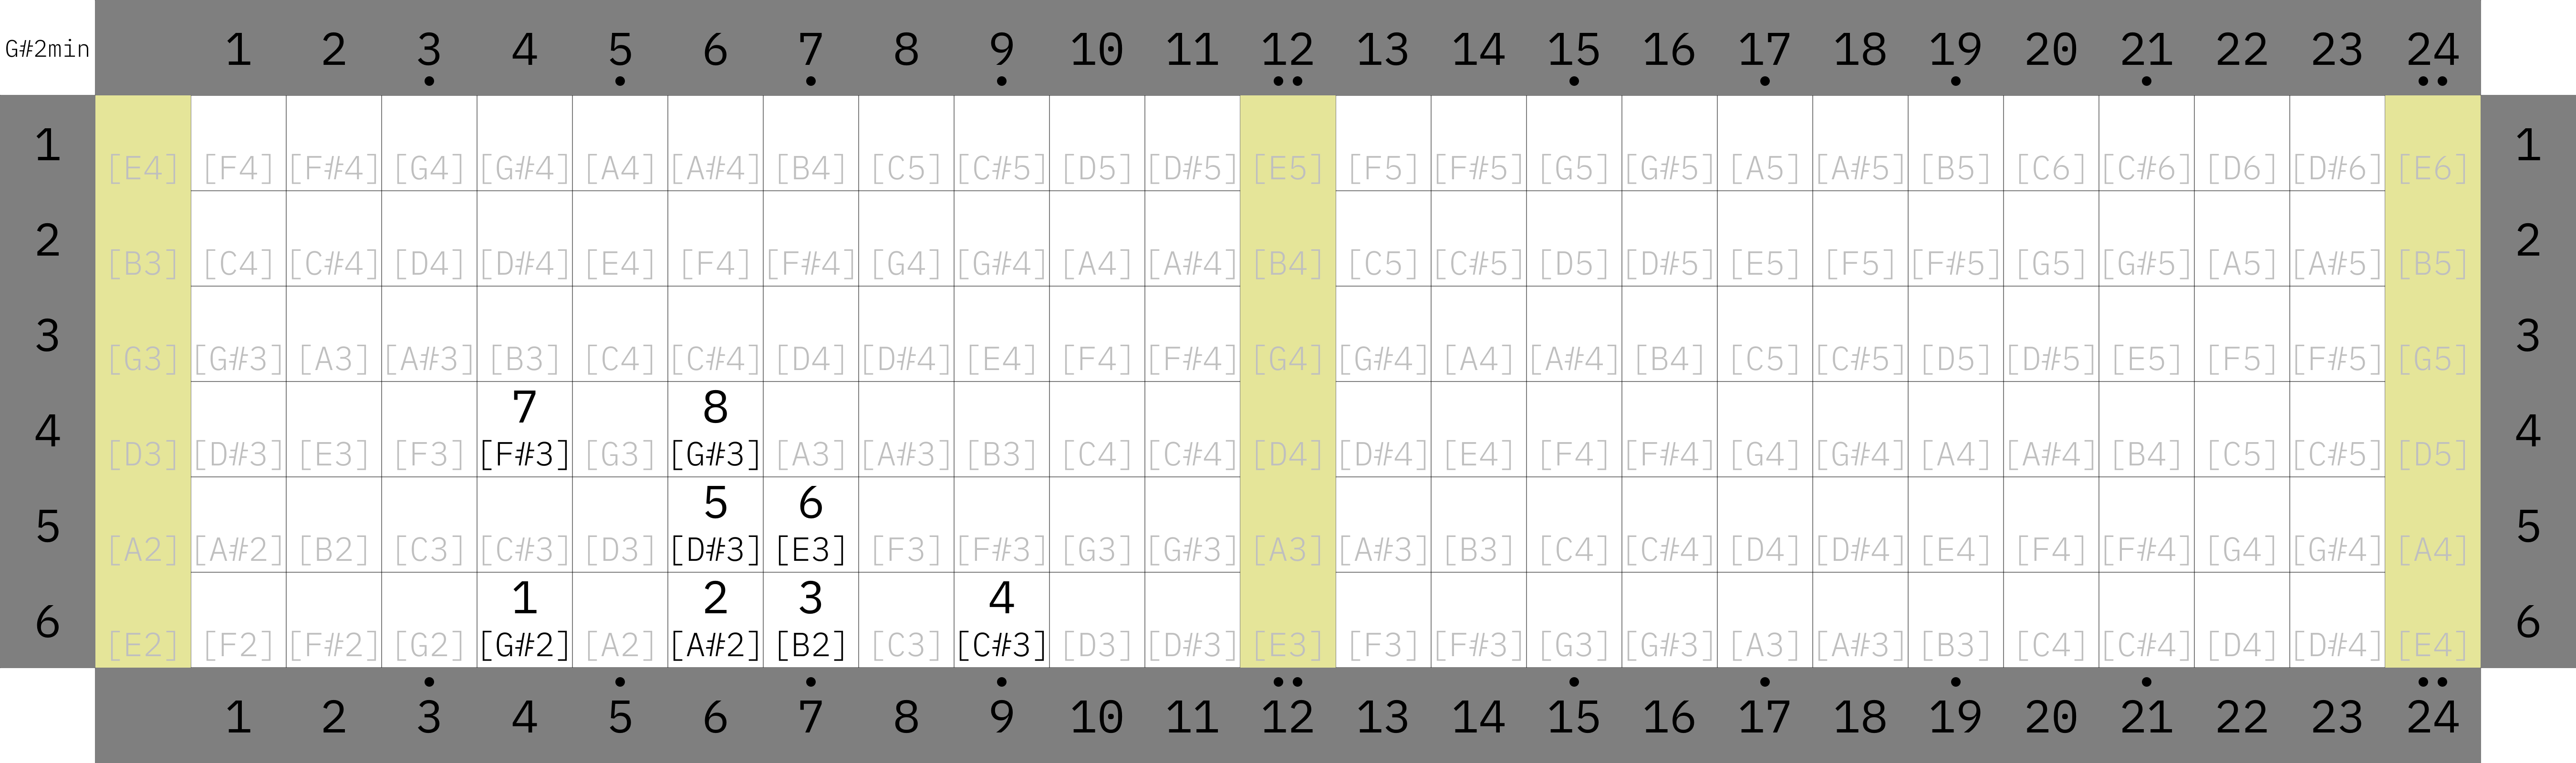 G#2min 1 2 3 4 5 6 7 8 9 10 11 12 13 14 15 16 17 18 19 20 21 22 23 24
1 1
[E4] [F4] [F#4] [G4] [G#4] [A4] [A#4] [B4] [C5] [C#5] [D5] [D#5] [E5] [F5] [F#5] [G5] [G#5] [A5] [A#5] [B5] [C6] [C#6] [D6] [D#6] [E6]
2 2
[B3] [C4] [C#4] [D4] [D#4] [E4] [F4] [F#4] [G4] [G#4] [A4] [A#4] [B4] [C5] [C#5] [D5] [D#5] [E5] [F5] [F#5] [G5] [G#5] [A5] [A#5] [B5]
3 3
[G3] [G#3] [A3] [A#3] [B3] [C4] [C#4] [D4] [D#4] [E4] [F4] [F#4] [G4] [G#4] [A4] [A#4] [B4] [C5] [C#5] [D5] [D#5] [E5] [F5] [F#5] [G5]
4 7 8 4
[D3] [D#3] [E3] [F3] [F#3] [G3] [G#3] [A3] [A#3] [B3] [C4] [C#4] [D4] [D#4] [E4] [F4] [F#4] [G4] [G#4] [A4] [A#4] [B4] [C5] [C#5] [D5]
5 5 6 5
[A2] [A#2] [B2] [C3] [C#3] [D3] [D#3] [E3] [F3] [F#3] [G3] [G#3] [A3] [A#3] [B3] [C4] [C#4] [D4] [D#4] [E4] [F4] [F#4] [G4] [G#4] [A4]
6 1 2 3 4 6
[E2] [F2] [F#2] [G2] [G#2] [A2] [A#2] [B2] [C3] [C#3] [D3] [D#3] [E3] [F3] [F#3] [G3] [G#3] [A3] [A#3] [B3] [C4] [C#4] [D4] [D#4] [E4]
1 2 3 4 5 6 7 8 9 10 11 12 13 14 15 16 17 18 19 20 21 22 23 24